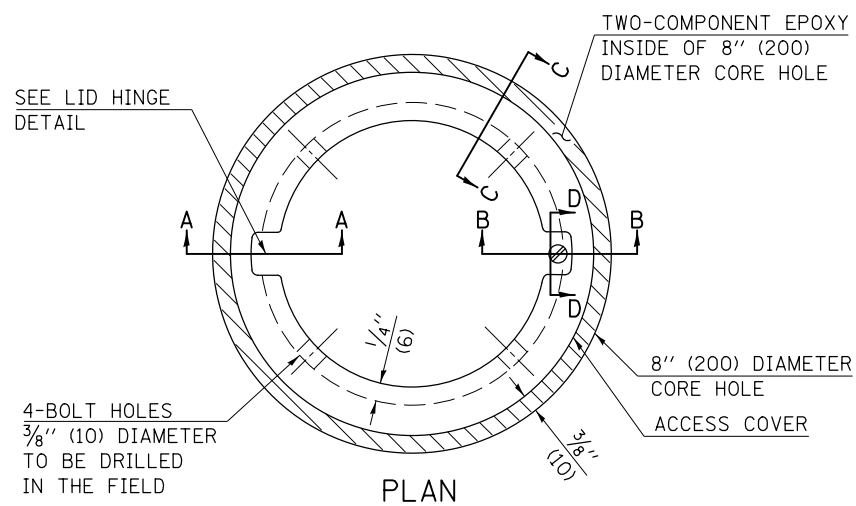 TWO-COMPONENT EPOXY
INSIDE OF 8" (200)
DIAMETER CORE HOLE
C
SEE LID HINGE
DETAIL
C
A
A
B
D
B
D
1/4"
(6)
8" (200) DIAMETER
CORE HOLE
ACCESS COVER
4-BOLT HOLES
3/8" (10) DIAMETER
TO BE DRILLED
IN THE FIELD
3/8"
(10)
PLAN